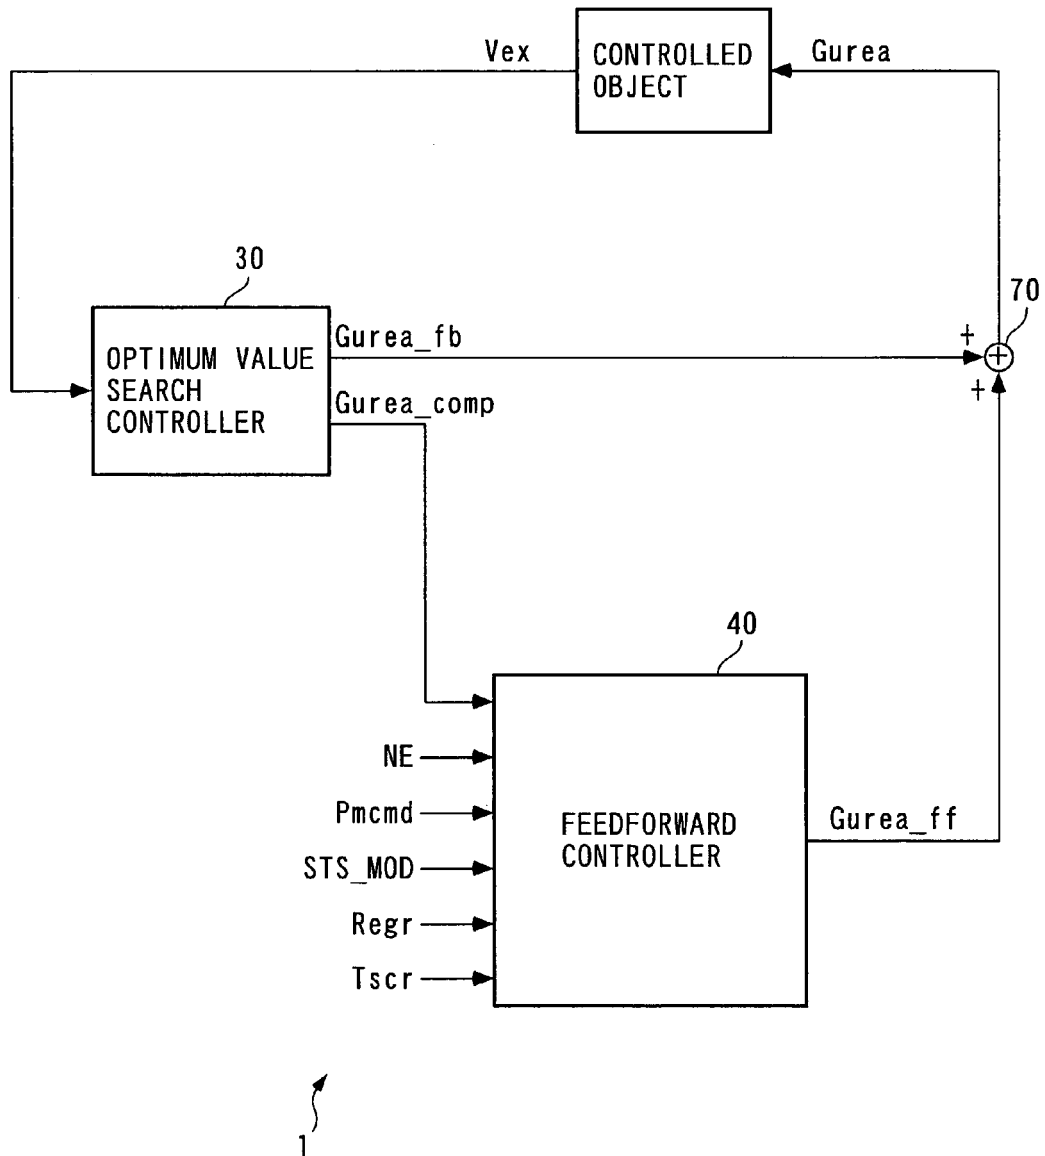 Vex
CONTROLLED
OBJECT
Gurea
30
70
OPTIMUM VALUE
SEARCH
CONTROLLER
Gurea_fb
+
+
+
Gurea_comp
40
NE
Pmcmd
STS_MOD
Regr
Tscr
FEEDFORWARD
CONTROLLER
Gurea_ff
1